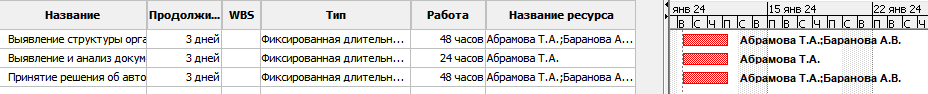 Название Продолжи... WBS Тип Работа Название ресурса
янв 24 15 янв 24 22 янв 24
В С Ч П С В С Ч П С В С Ч
Выявление структуры орга 3 дней Фиксированная длительн... 48 часов Абрамова Т.А.;Баранова А... Абрамова Т.А.;Баранова А.В.
Выявление и анализ докум 3 дней Фиксированная длительн... 24 часов Абрамова Т.А. Абрамова Т.А.
Принятие решения об авто 3 дней Фиксированная длительн... 48 часов Абрамова Т.А.;Баранова А... Абрамова Т.А.;Баранова А.В.